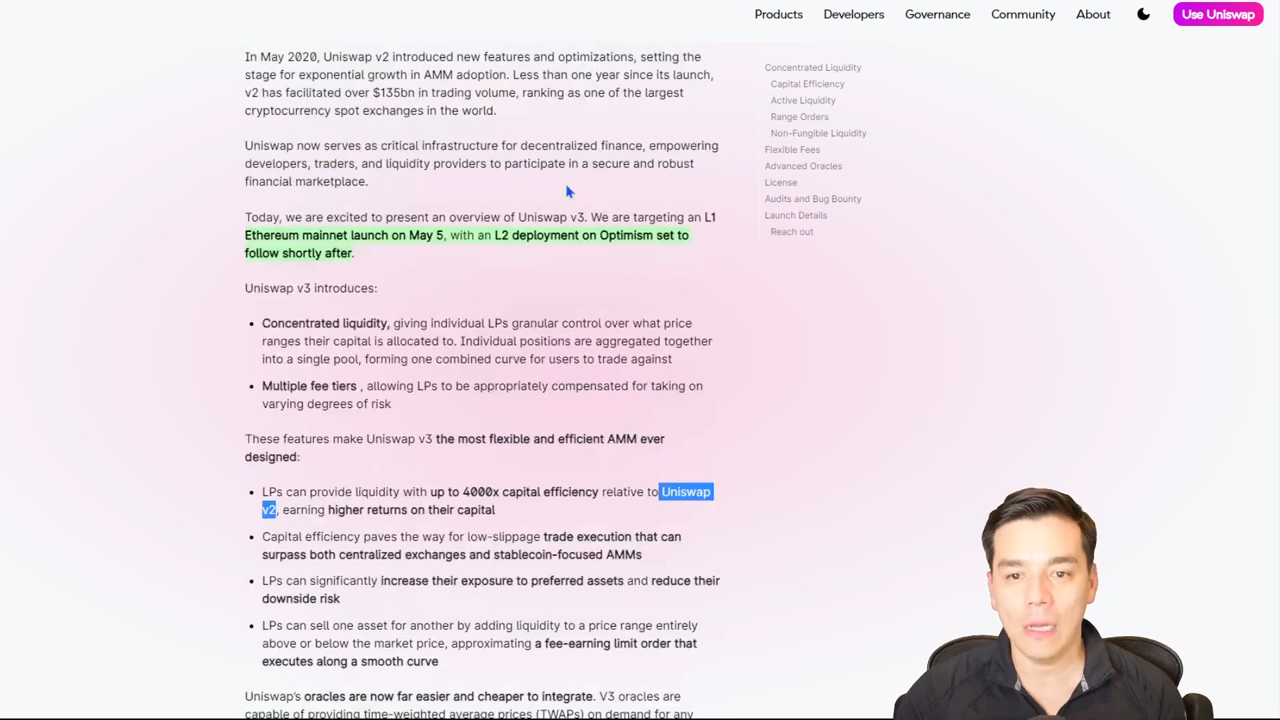 Products Developers Governance Community About Use Uniswap
In May 2020, Uniswap v2 introduced new features and optimizations, setting the
stage for exponential growth in AMM adoption. Less than one year since its launch,
v2 has facilitated over $135bn in trading volume, ranking as one of the largest
cryptocurrency spot exchanges in the world.
Uniswap now serves as critical infrastructure for decentralized finance, empowering
developers, traders, and liquidity providers to participate in a secure and robust
financial marketplace.
Today, we are excited to present an overview of Uniswap v3. We are targeting an L1
Ethereum mainnet launch on May 5, with an L2 deployment on Optimism set to
follow shortly after.
Uniswap v3 introduces:
• Concentrated liquidity, giving individual LPs granular control over what price
ranges their capital is allocated to. Individual positions are aggregated together
into a single pool, forming one combined curve for users to trade against
• Multiple fee tiers , allowing LPs to be appropriately compensated for taking on
varying degrees of risk
These features make Uniswap v3 the most flexible and efficient AMM ever
designed:
• LPs can provide liquidity with up to 4000x capital efficiency relative to Uniswap
v2, earning higher returns on their capital
• Capital efficiency paves the way for low-slippage trade execution that can
surpass both centralized exchanges and stablecoin-focused AMMs
• LPs can significantly increase their exposure to preferred assets and reduce their
downside risk
• LPs can sell one asset for another by adding liquidity to a price range entirely
above or below the market price, approximating a fee-earning limit order that
executes along a smooth curve
Uniswap's oracles are now far easier and cheaper to integrate. V3 oracles are
capable of providing time-weighted average prices (TWAPs) on demand for any
Concentrated Liquidity
Capital Efficiency
Active Liquidity
Range Orders
Non-Fungible Liquidity
Flexible Fees
Advanced Oracles
License
Audits and Bug Bounty
Launch Details
Reach out